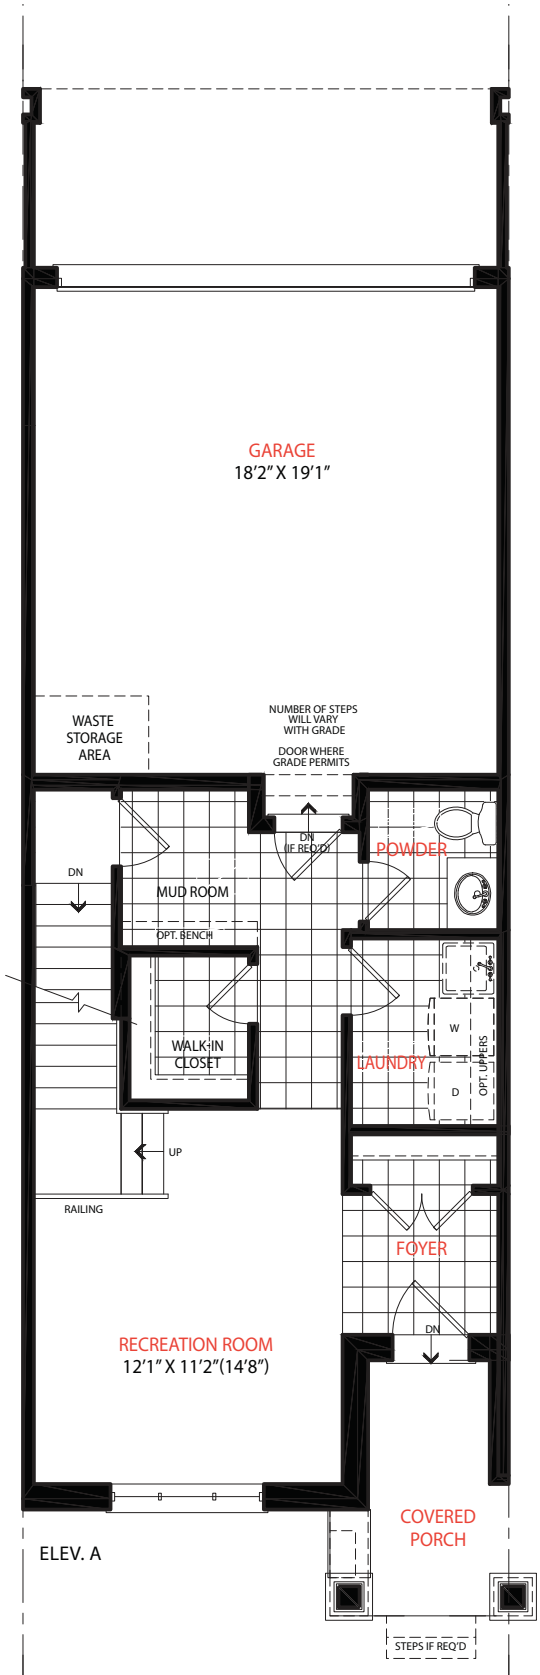 GARAGE
18'2" X 19'1"
WASTE
STORAGE
AREA
NUMBER OF STEPS
WILL VARY
WITH GRADE
DOOR WHERE
GRADE PERMITS
DN
(IF REQ'D)
POWDER
DN
MUD ROOM
OPT. BENCH
WALK-IN
CLOSET
W
LAUNDRY
OPT. UPPERS
D
UP
RAILING
FOYER
DN
RECREATION ROOM
12'1" X 11'2"(14'8")
COVERED
PORCH
ELEV. A
STEPS IF REQ'D